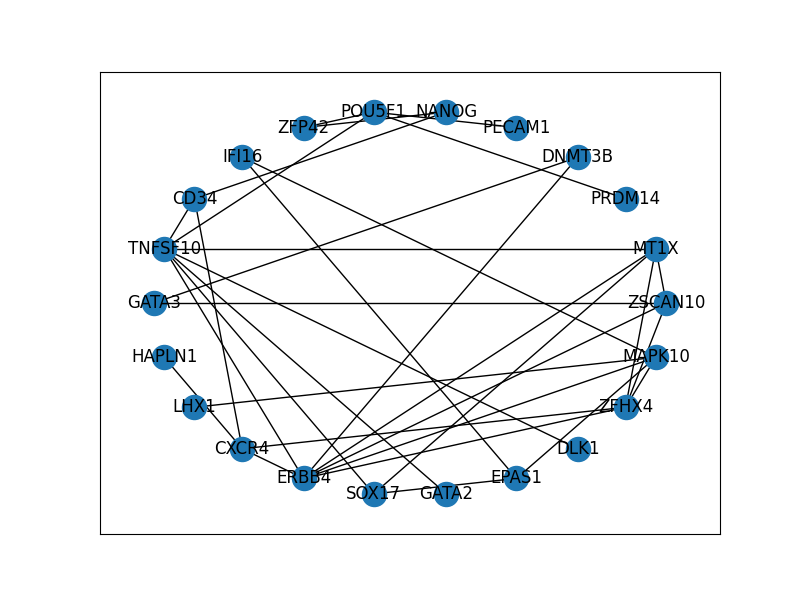 POU5F1 NANOG
ZFP42 PECAM1
IFI16 DNMT3B
CD34 PRDM14
TNFSF10 MT1X
GATA3 ZSCAN10
HAPLN1 MAPK10
LHX1 ZFHX4
CXCR4 DLK1
ERBB4 EPAS1
SOX17 GATA2